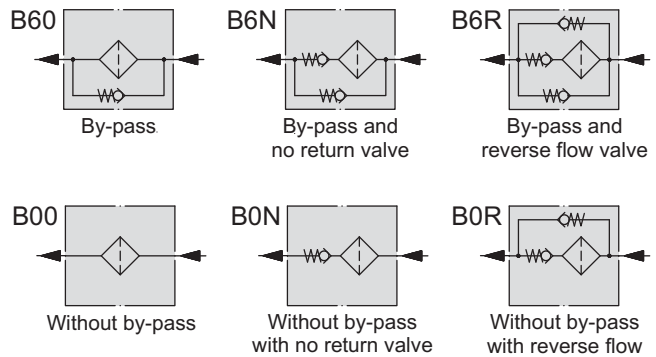 B60
B6N
B6R
By-pass
By-pass and
no return valve
By-pass and
reverse flow valve
B00
B0N
B0R
Without by-pass
Without by-pass
with no return valve
Without by-pass
with reverse flow